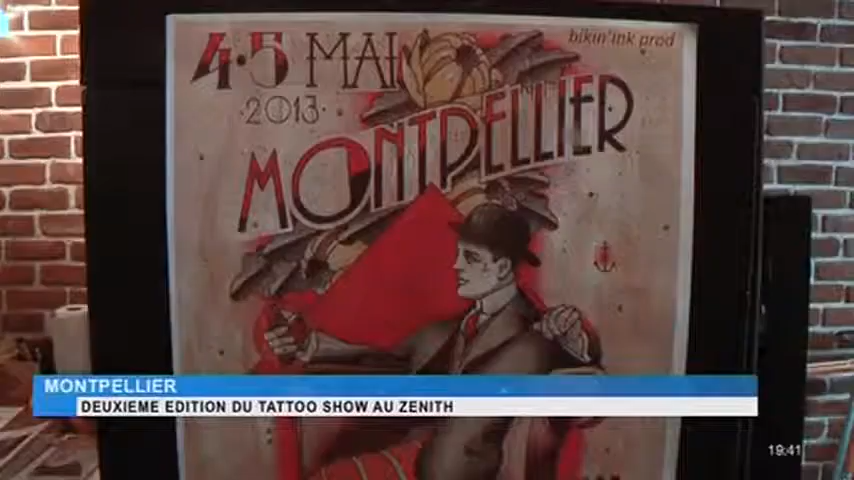 4·5 MAI
bikin'ink prod
·2013·
MONTPELLIER
MONTPELLIER
DEUXIEME EDITION DU TATTOO SHOW AU ZENITH
19:41